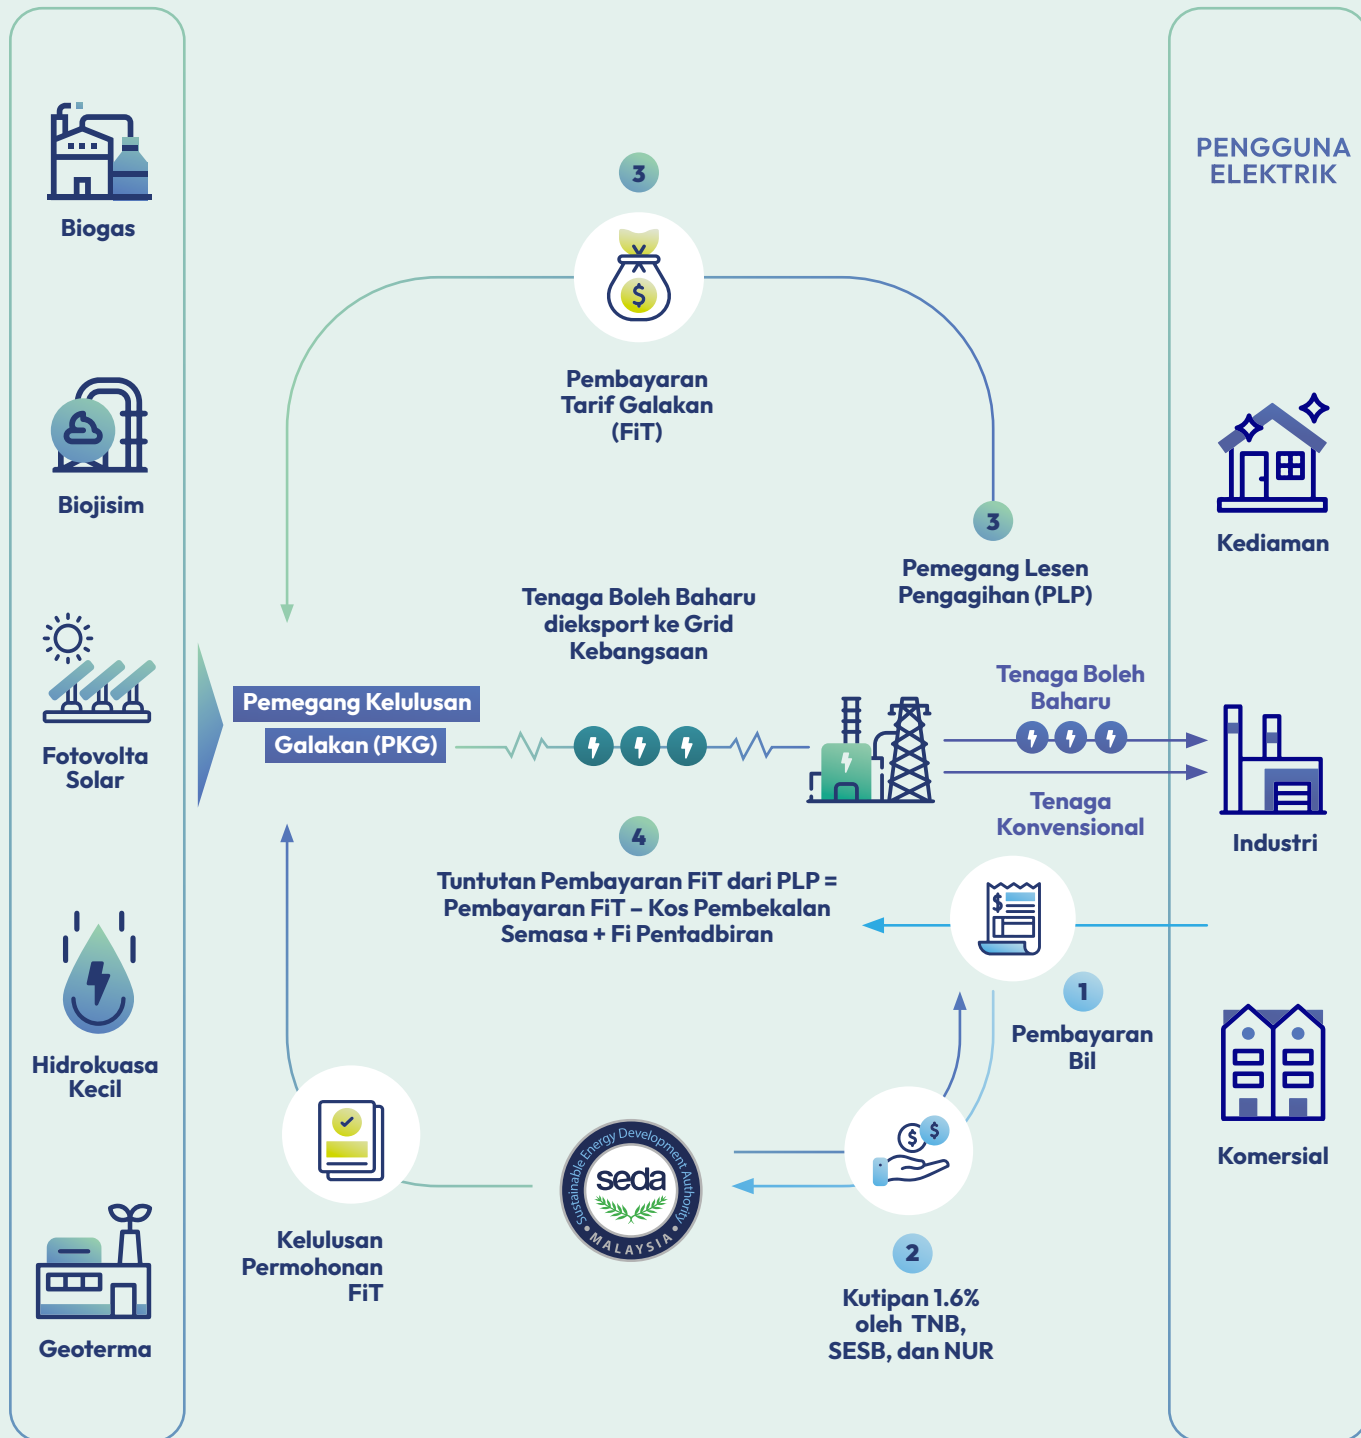 Biogas
Biojisim
Fotovolta
Solar
Hidrokuasa
Kecil
Geoterma
3
Pembayaran
Tarif Galakan
(FiT)
3
Pemegang Lesen
Pengagihan (PLP)
Tenaga Boleh Baharu
dieksport ke Grid
Kebangsaan
Pemegang Kelulusan
Galakan (PKG)
Tenaga Boleh
Baharu
Tenaga
Konvensional
4
Tuntutan Pembayaran FiT dari PLP =
Pembayaran FiT – Kos Pembekalan
Semasa + Fi Pentadbiran
1
Pembayaran
Bil
Kelulusan
Permohonan
FiT
Sustainable Energy Development Authority
seda
MALAYSIA
2
Kutipan 1.6%
oleh TNB,
SESB, dan NUR
PENGGUNA
ELEKTRIK
Kediaman
Industri
Komersial